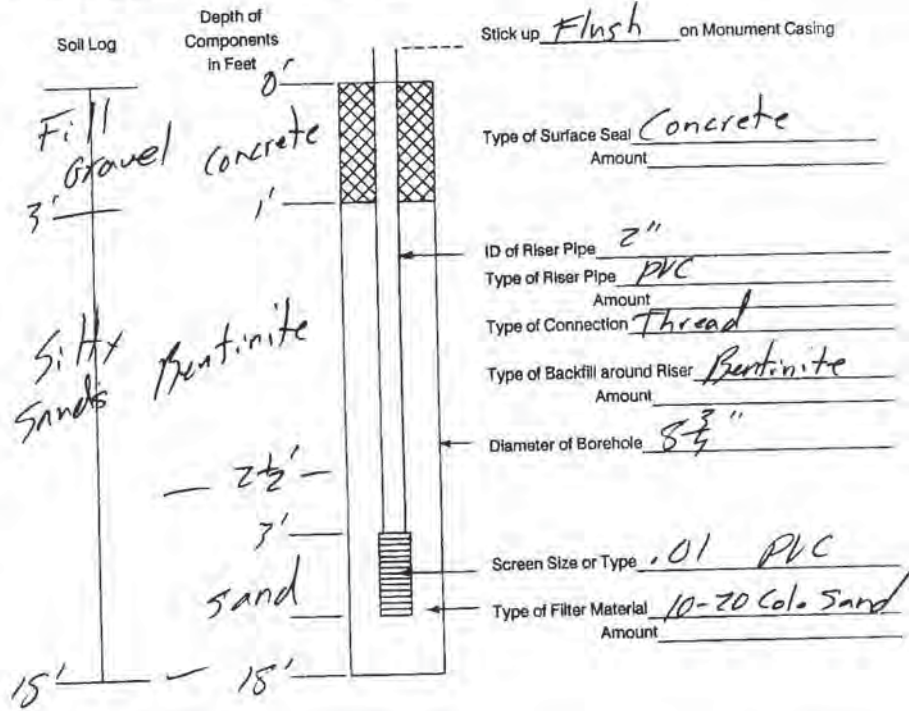 Soil Log
Depth of
Components
in Feet
Stick up Flush on Monument Casing
0'
Fill
Gravel
Concrete
Type of Surface Seal Concrete
Amount
3'
1'
ID of Riser Pipe 2"
Type of Riser Pipe PVC
Amount
Type of Connection Thread
Silty
Sands
Bentinite
Type of Backfill around Riser Bentinite
Amount
Diameter of Borehole 8 3/4"
2 1/2'
3'
Screen Size or Type .01 PVC
sand
Type of Filter Material 10-20 Colo Sand
Amount
15'
15'